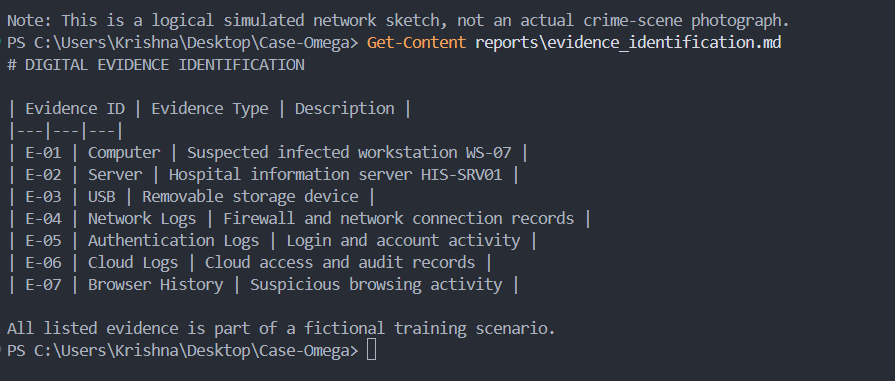 Note: This is a logical simulated network sketch, not an actual crime-scene photograph.
PS C:\Users\Krishna\Desktop\Case-Omega> Get-Content reports\evidence_identification.md
# DIGITAL EVIDENCE IDENTIFICATION
| Evidence ID | Evidence Type | Description |
|---|---|---|
| E-01 | Computer | Suspected infected workstation WS-07 |
| E-02 | Server | Hospital information server HIS-SRV01 |
| E-03 | USB | Removable storage device |
| E-04 | Network Logs | Firewall and network connection records |
| E-05 | Authentication Logs | Login and account activity |
| E-06 | Cloud Logs | Cloud access and audit records |
| E-07 | Browser History | Suspicious browsing activity |
All listed evidence is part of a fictional training scenario.
PS C:\Users\Krishna\Desktop\Case-Omega>